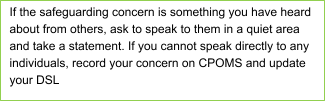 If the safeguarding concern is something you have heard
about from others, ask to speak to them in a quiet area
and take a statement. If you cannot speak directly to any
individuals, record your concern on CPOMS and update
your DSL